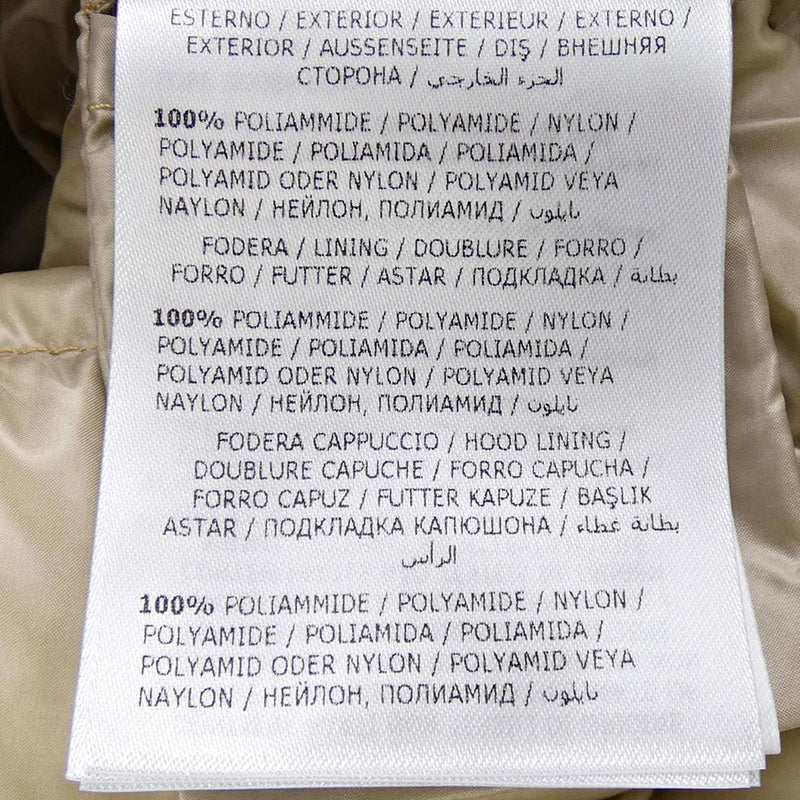 ESTERNO / EXTERIOR / EXTERIEUR / EXTERNO /
EXTERIOR / AUSSENSEITE / DIŞ / ВНЕШНЯЯ
СТОРОНА / الجزء الخارجي
100% POLIAMMIDE / POLYAMIDE / NYLON /
POLYAMIDE / POLIAMIDA / POLIAMIDA /
POLYAMID ODER NYLON / POLYAMID VEYA
NAYLON / НЕЙЛОН, ПОЛИАМИД / نايلون
FODERA / LINING / DOUBLURE / FORRO /
FORRO / FUTTER / ASTAR / ПОДКЛАДКА / بطانة
100% POLIAMMIDE / POLYAMIDE / NYLON /
POLYAMIDE / POLIAMIDA / POLIAMIDA /
POLYAMID ODER NYLON / POLYAMID VEYA
NAYLON / НЕЙЛОН, ПОЛИАМИД / نايلون
FODERA CAPPUCCIO / HOOD LINING /
DOUBLURE CAPUCHE / FORRO CAPUCHA /
FORRO CAPUZ / FUTTER KAPUZE / BAŞLIK
ASTAR / ПОДКЛАДКА КАПЮШОНА / بطانة غطاء
الرأس
100% POLIAMMIDE / POLYAMIDE / NYLON /
POLYAMIDE / POLIAMIDA / POLIAMIDA /
POLYAMID ODER NYLON / POLYAMID VEYA
NAYLON / НЕЙЛОН, ПОЛИАМИД / نايلون